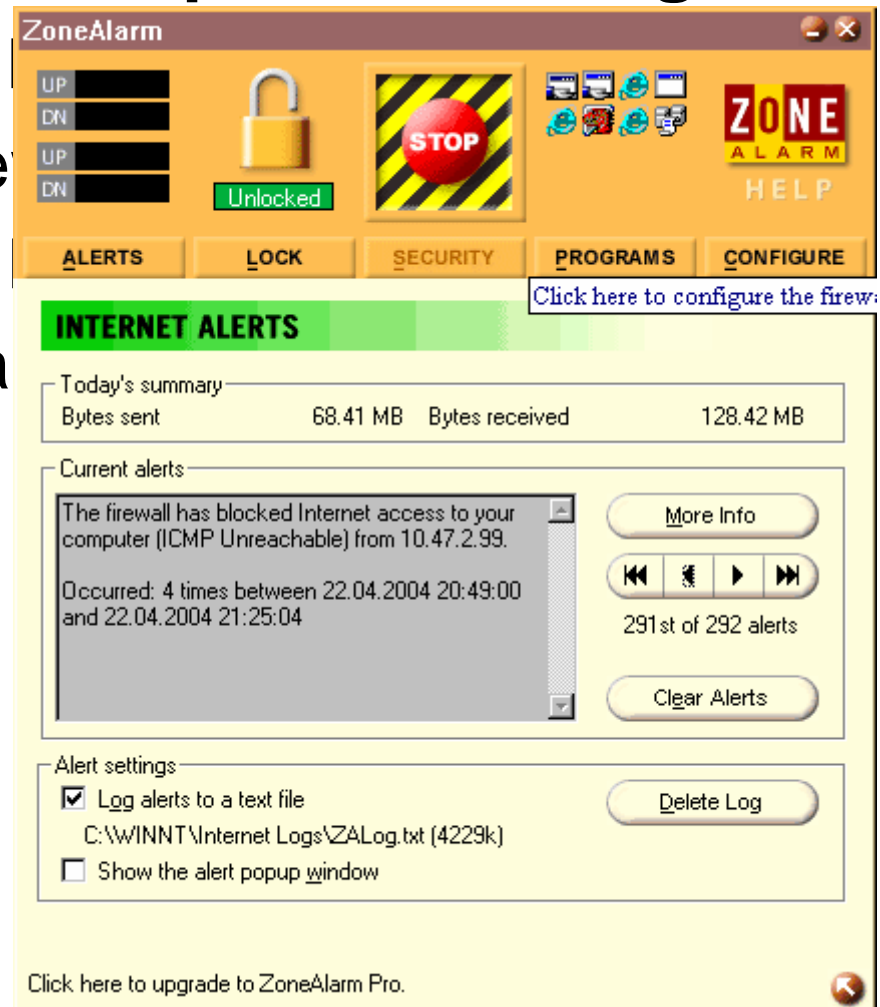 ZoneAlarm
UP
DN
UP
DN
Unlocked
STOP
ZONE
ALARM
HELP
ALERTS LOCK SECURITY PROGRAMS CONFIGURE
Click here to configure the
INTERNET ALERTS
Today's summary
Bytes sent 68.41 MB Bytes received 128.42 MB
Current alerts
The firewall has blocked Internet access to your
computer (ICMP Unreachable) from 10.47.2.99.
Occurred: 4 times between 22.04.2004 20:49:00
and 22.04.2004 21:25:04
More Info
291st of 292 alerts
Clear Alerts
Alert settings
Log alerts to a text file
Delete Log
C:\WINNT\Internet Logs\ZALog.txt (4229k)
Show the alert popup window
Click here to upgrade to ZoneAlarm Pro.